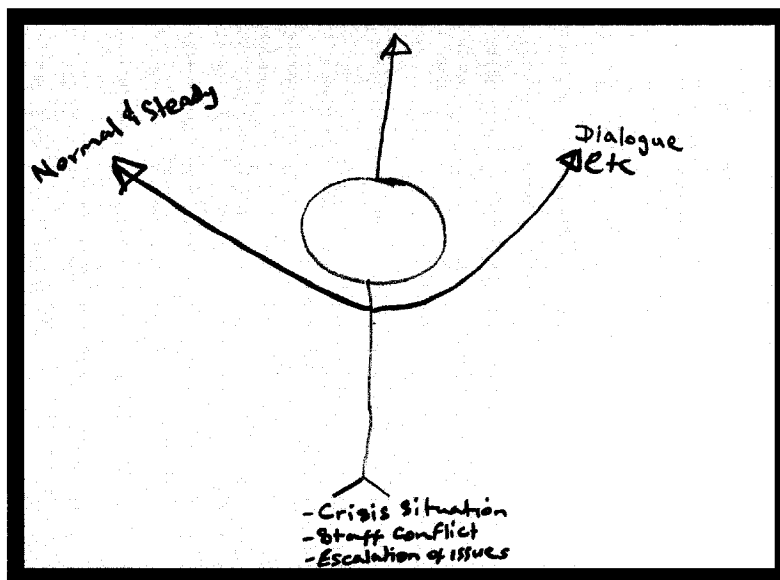 Normal & Steady
Dialogue
etc
- Crisis Situation
- Staff Conflict
- Escalation of issues